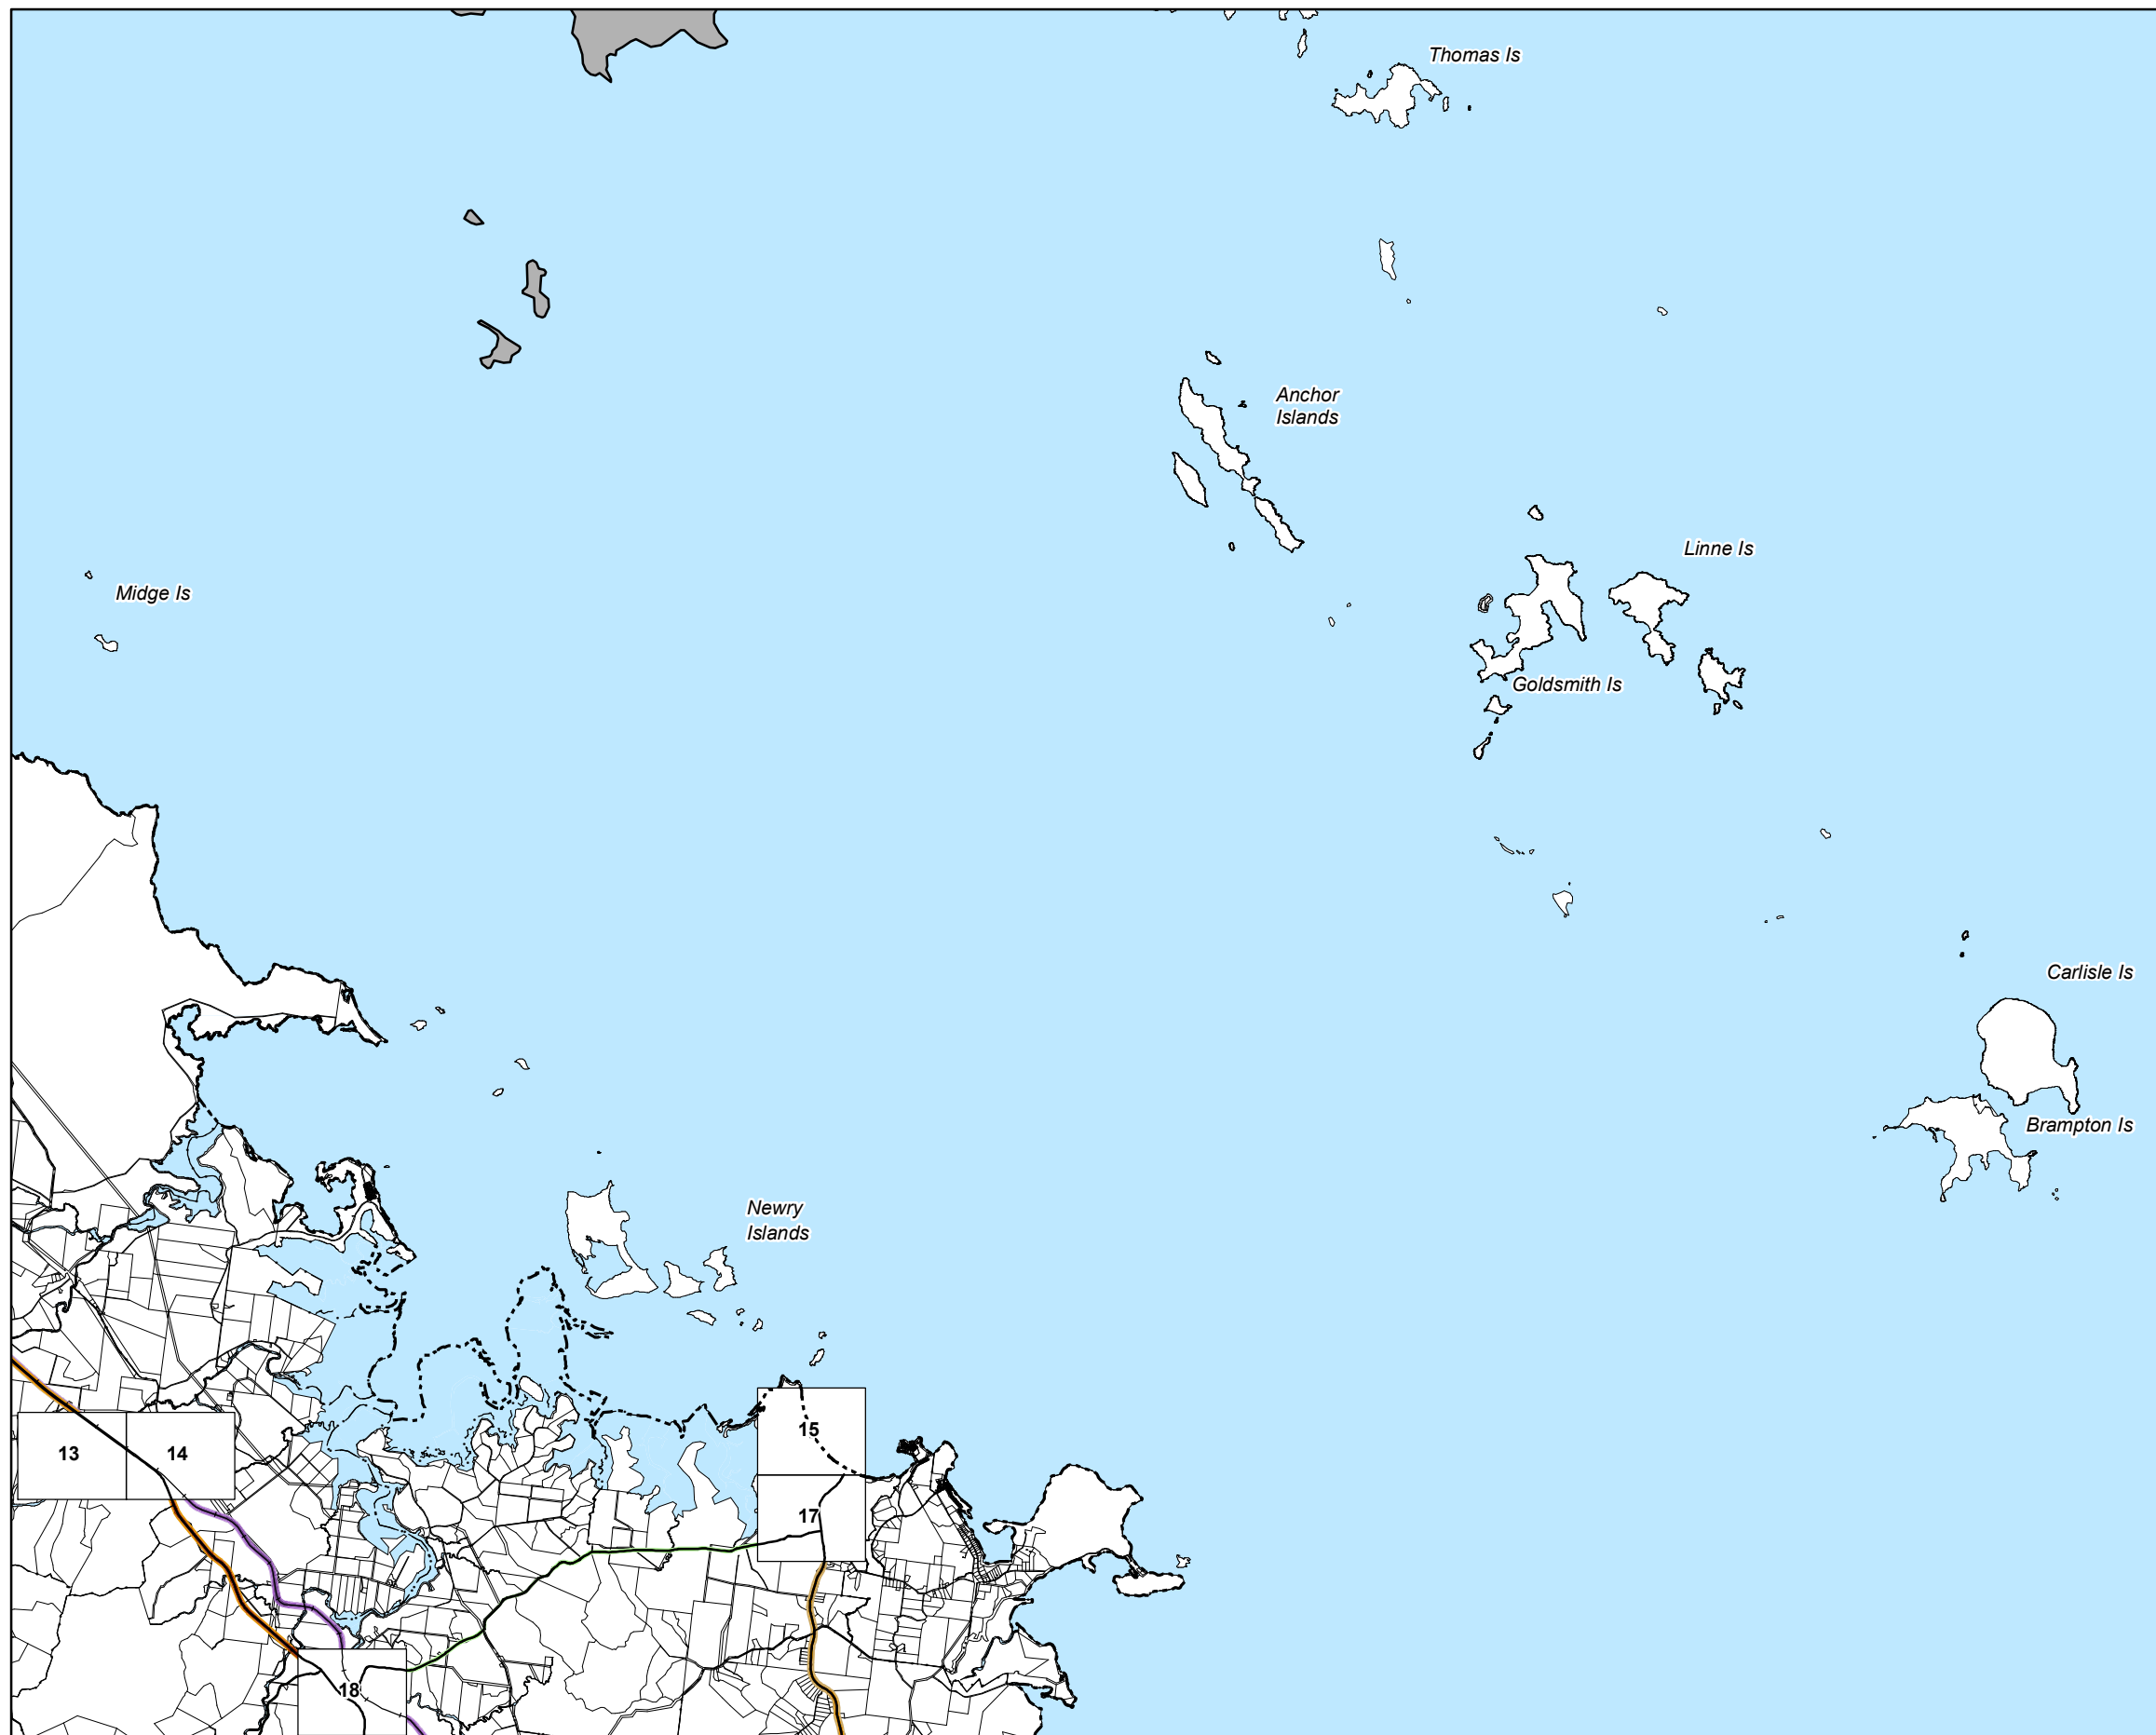 Thomas Is
Anchor
Islands
Linne Is
Midge Is
Goldsmith Is
Carlisle Is
Brampton Is
Newry
Islands
15
13
14
17
18